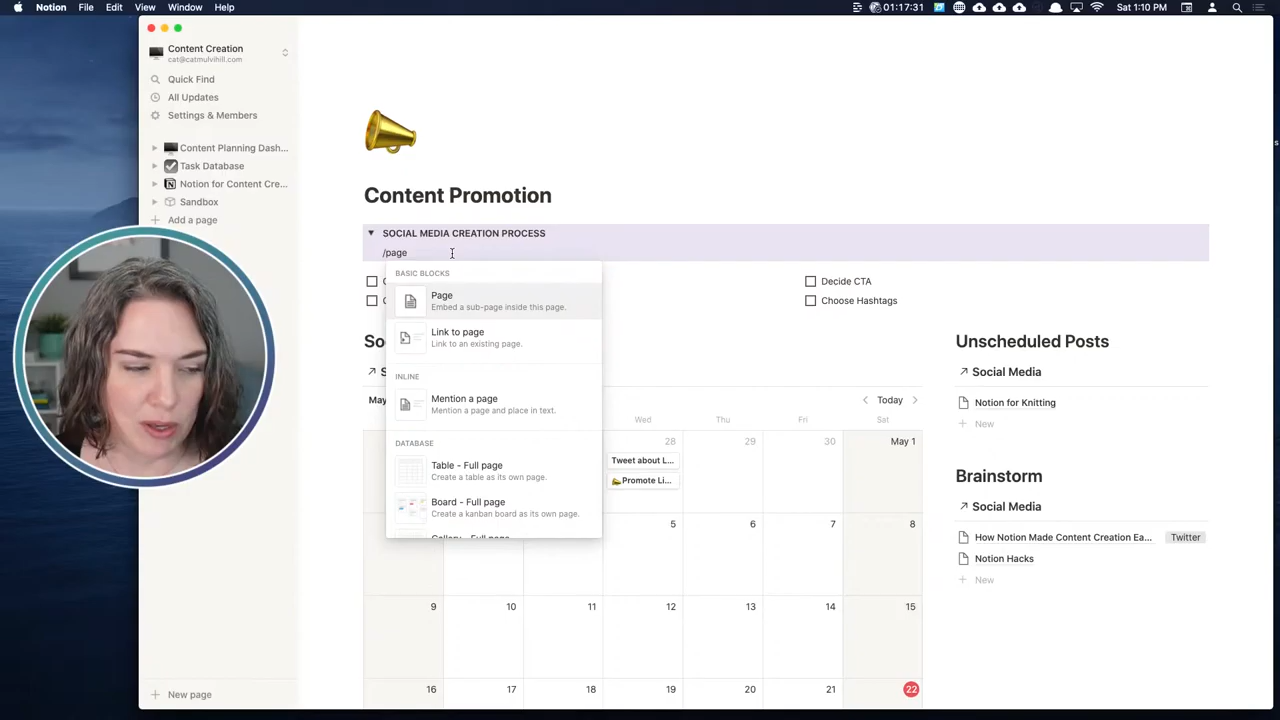 Notion File Edit View Window Help 01:17:31 Sat 1:10 PM
Content Creation
cat@catmulvihill.com
Quick Find
All Updates
Settings & Members
Content Planning Dash...
Task Database
Notion for Content Cre...
Sandbox
Add a page
New page
Content Promotion
SOCIAL MEDIA CREATION PROCESS
/page
BASIC BLOCKS
Page
Embed a sub-page inside this page.
Link to page
Link to an existing page.
INLINE
Mention a page
Mention a page and place in text.
DATABASE
Table - Full page
Create a table as its own page.
Board - Full page
Create a kanban board as its own page.
Decide CTA
Choose Hashtags
May
Today
Wed Thu Fri Sat
28 29 30 May 1
Tweet about L...
Promote Li...
5 6 7 8
9 10 11 12 13 14 15
16 17 18 19 20 21 22
Unscheduled Posts
Social Media
Notion for Knitting
New
Brainstorm
Social Media
How Notion Made Content Creation Ea... Twitter
Notion Hacks
New